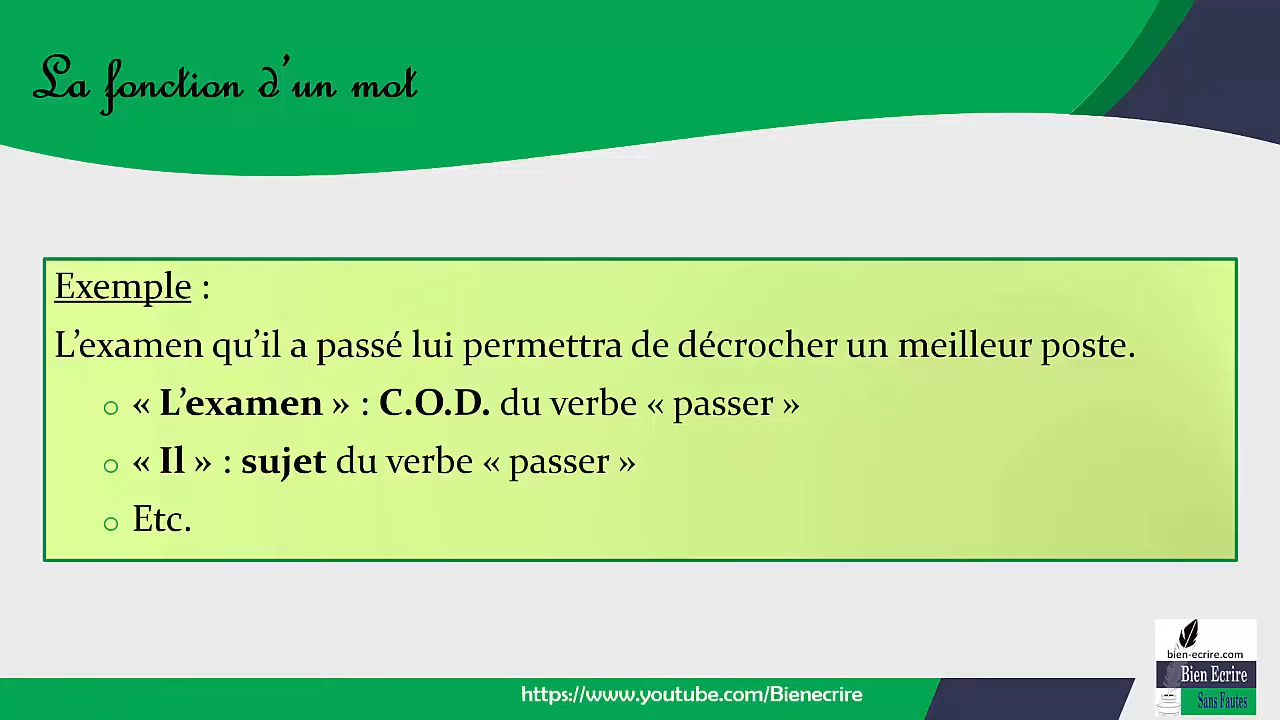 La fonction d’un mot
Exemple :
L’examen qu’il a passé lui permettra de décrocher un meilleur poste.
« L’examen » : C.O.D. du verbe « passer »
« Il » : sujet du verbe « passer »
Etc.
bien-ecrire.com
Bien Ecrire
Sans Fautes
https://www.youtube.com/Bienecrire